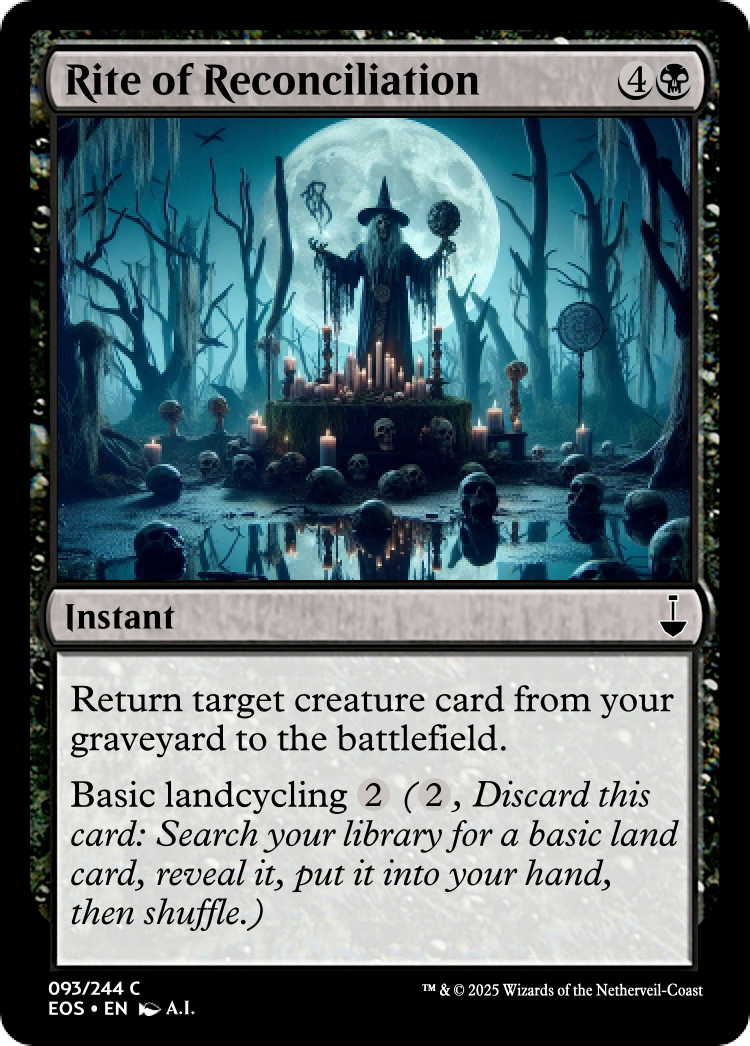 Rite of Reconciliation 4
Instant
Return target creature card from your
graveyard to the battlefield.
Basic landcycling 2 (2, Discard this
card: Search your library for a basic land
card, reveal it, put it into your hand,
then shuffle.)
093/244 C
EOS • EN A.I.
™ & © 2025 Wizards of the Netherveil-Coast